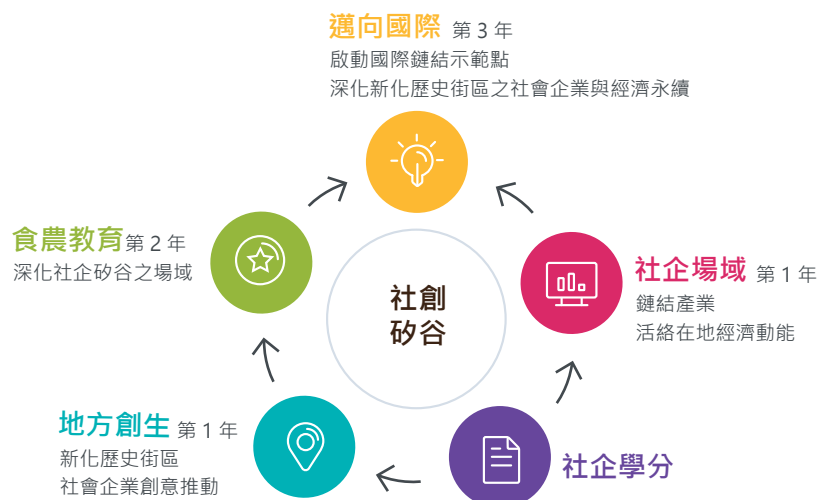 邁向國際 第 3 年
啟動國際鏈結示範點
深化新化歷史街區之社會企業與經濟永續
食農教育 第 2 年
深化社企矽谷之場域
社創
矽谷
社企場域 第 1 年
鏈結產業
活絡在地經濟動能
地方創生 第 1 年
新化歷史街區
社會企業創意推動
社企學分